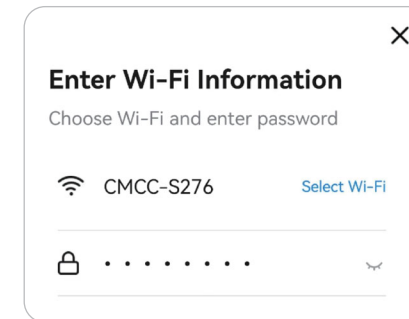 Enter Wi-Fi Information
Choose Wi-Fi and enter password
CMCC-S276 Select Wi-Fi
• • • • • • • •